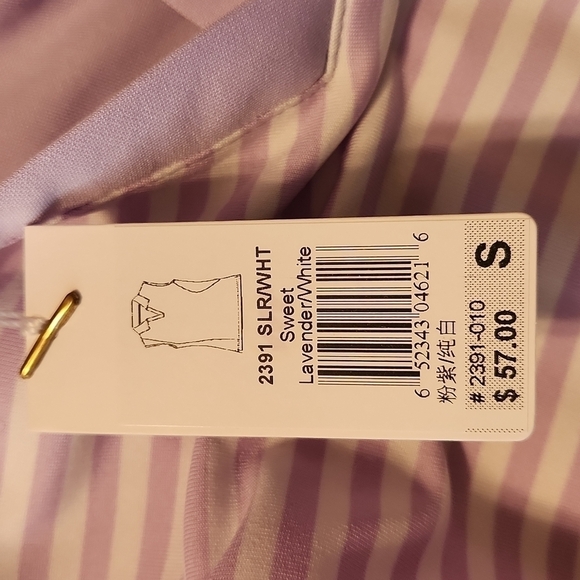 2391 SLR/WHT
Sweet
Lavender/White
6 52343 04621 6
粉紫/纯白
# 2391-010
$ 57.00
S